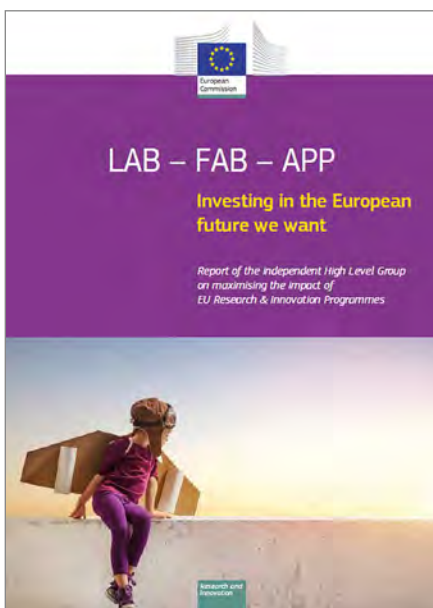 European
Commission
LAB – FAB – APP
Investing in the European
future we want
Report of the independent High Level Group
on maximising the impact of
EU Research & Innovation Programmes
Research and
Innovation